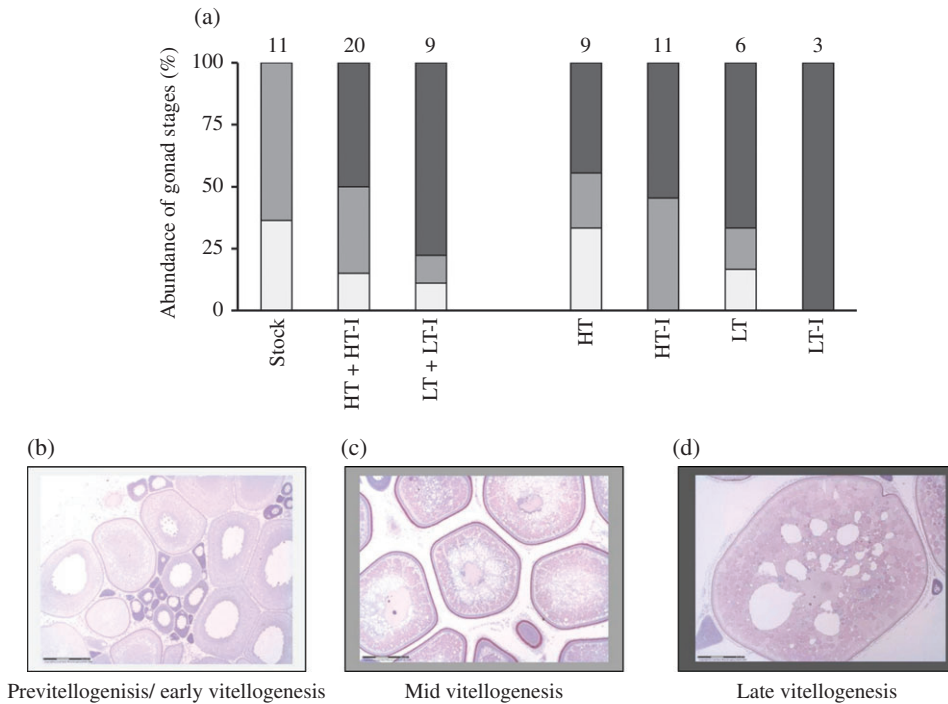 (a)
11 20 9 9 11 6 3
Abundance of gonad stages (%)
100
75
50
25
0
Stock
HT + HT-I
LT + LT-I
HT
HT-I
LT
LT-I
(b)
(c)
(d)
Previtellogenisis/ early vitellogenesis
Mid vitellogenesis
Late vitellogenesis